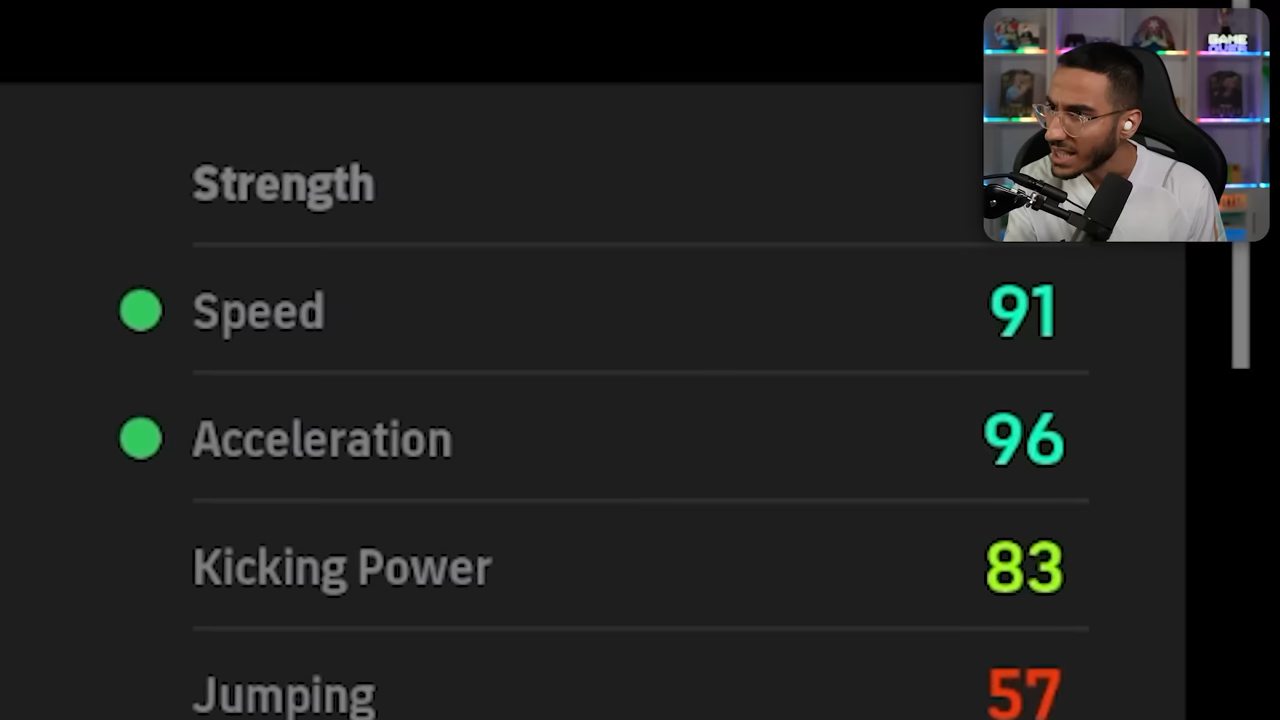 Strength
Speed 91
Acceleration 96
Kicking Power 83
Jumping 57